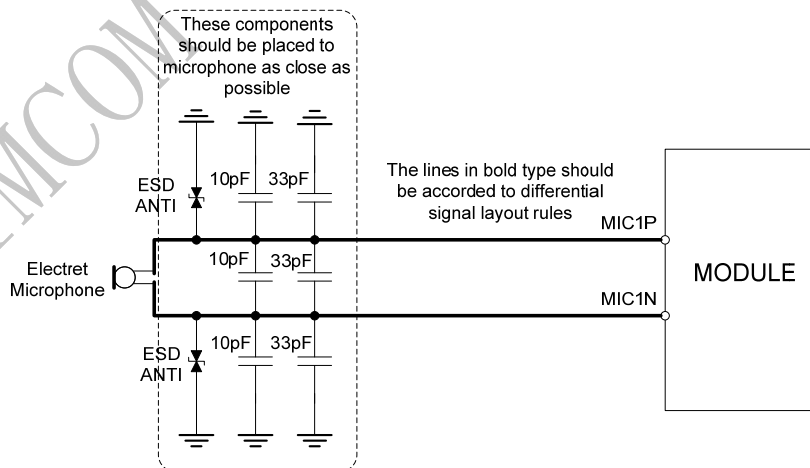 These components
should be placed to
microphone as close as
possible
MCOM
ESD
ANTI
10pF
33pF
The lines in bold type should
be accorded to differential
signal layout rules
MIC1P
Electret
Microphone
10pF
33pF
MODULE
MIC1N
ESD
ANTI
10pF
33pF